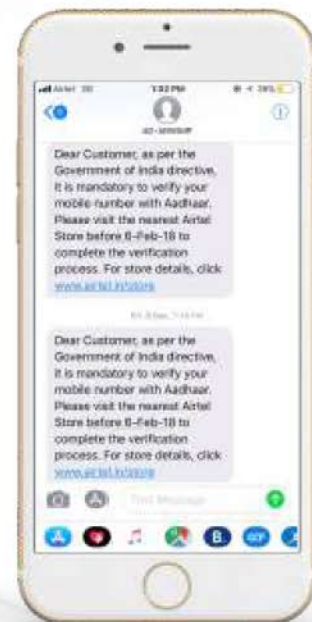 Airtel
1:02 PM
Dear Customer, as per the
Government of India directive,
it is mandatory to verify your
mobile number with Aadhaar.
Please visit the nearest Airtel
Store before 6-Feb-18 to
complete the verification
process. For store details, click
www.airtel.in/store
Dear Customer, as per the
Government of India directive,
it is mandatory to verify your
mobile number with Aadhaar.
Please visit the nearest Airtel
Store before 6-Feb-18 to
complete the verification
process. For store details, click
www.airtel.in/store
Text Message
B.